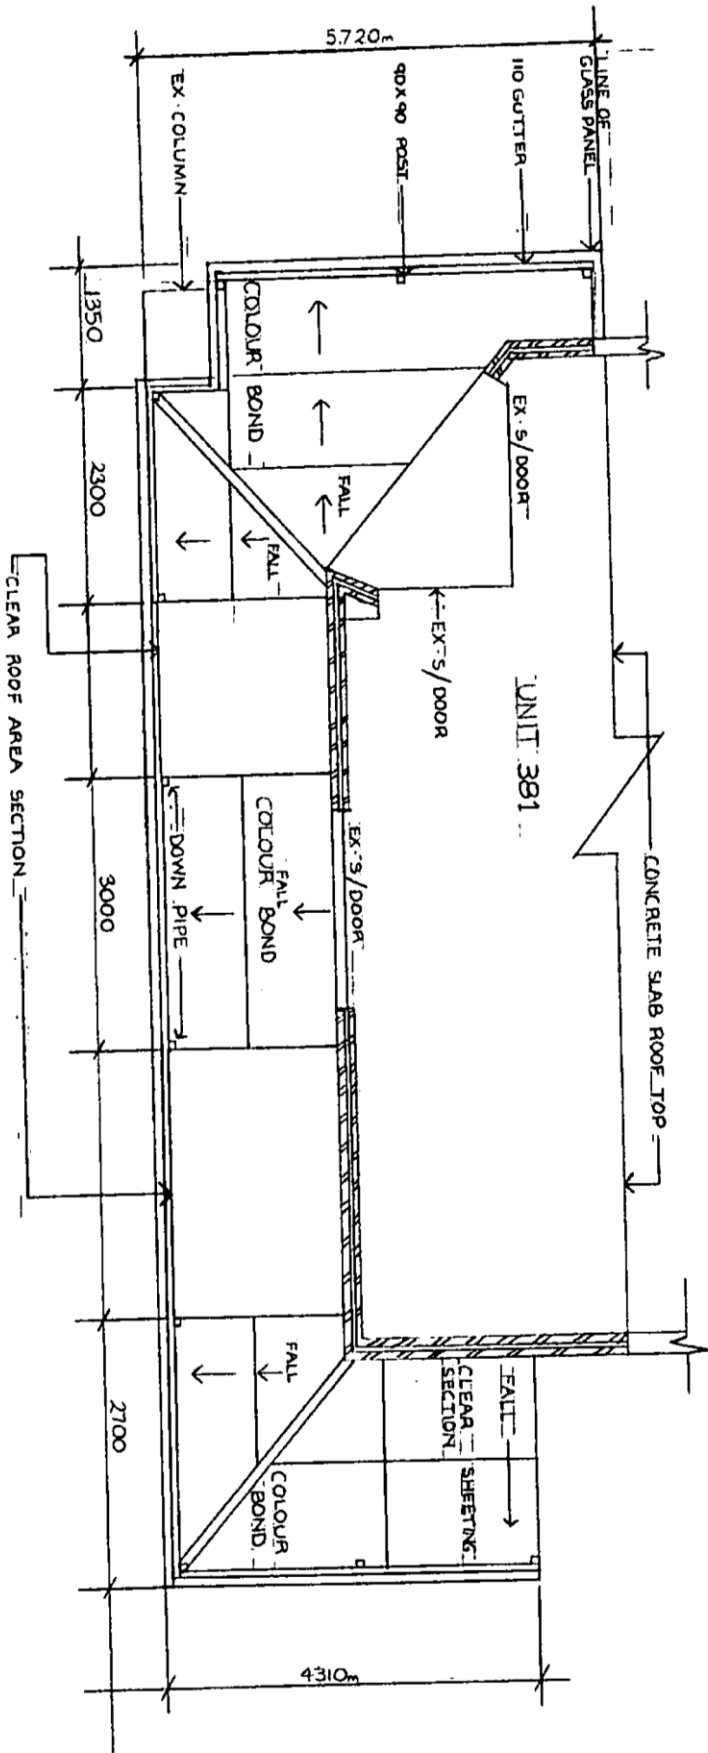 5.720m
LINE OF
GLASS PANEL
110 GUTTER
90X90 POST
EX·COLUMN
1350
2300
3000
2700
4310m
COLOUR BOND
FALL
FALL
EX·S/DOOR
EX·S/DOOR
UNIT 381
CONCRETE SLAB ROOF TOP
EX·S/DOOR
FALL
COLOUR BOND
DOWN PIPE
CLEAR ROOF AREA SECTION
FALL
COLOUR
BOND
FALL
CLEAR SHEETING
SECTION